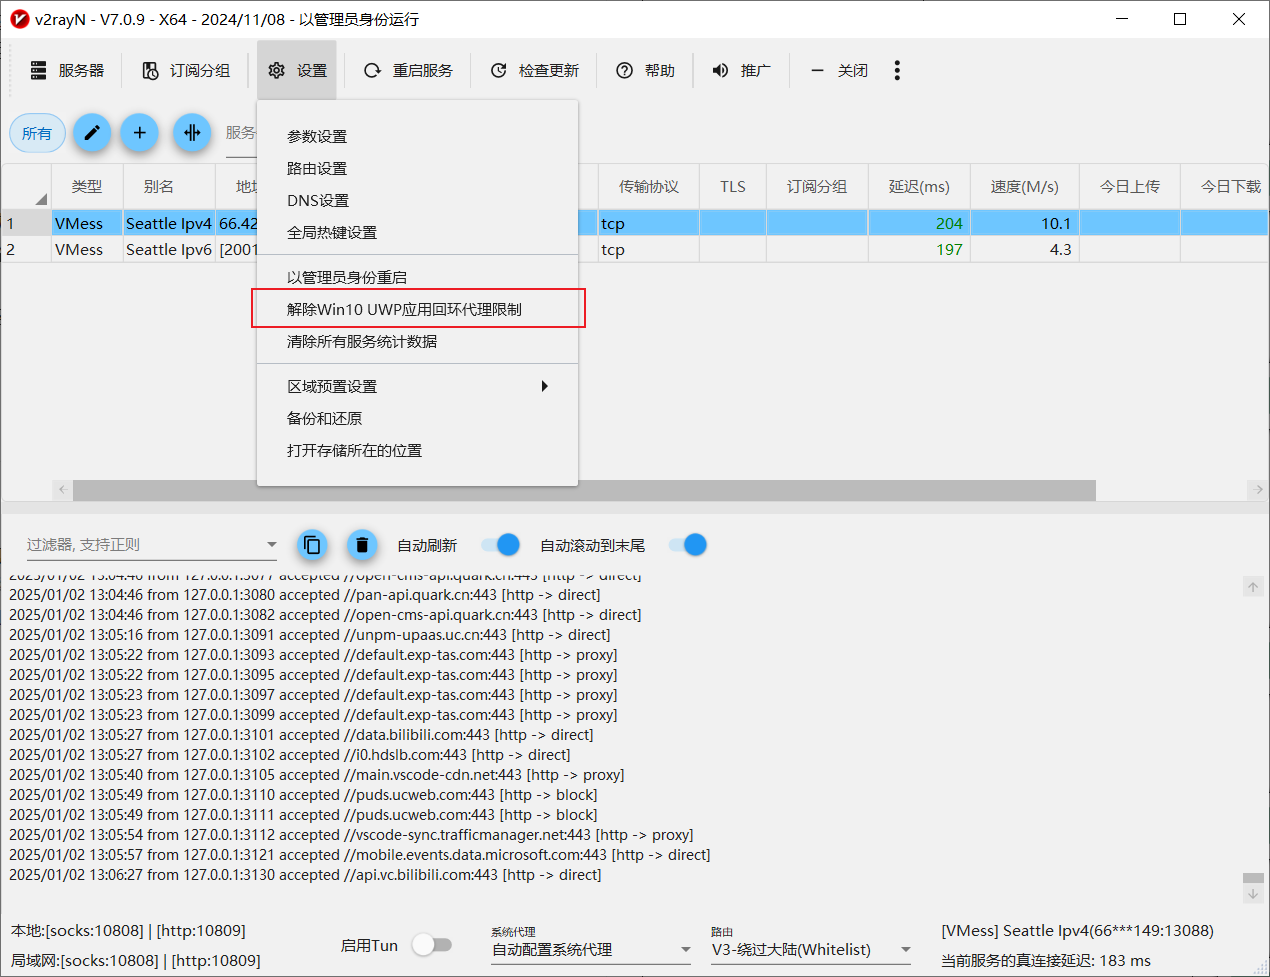 v2rayN - V7.0.9 - X64 - 2024/11/08 - 以管理员身份运行
服务器 订阅分组 设置 重启服务 检查更新 帮助 推广 关闭
所有 服务
参数设置
路由设置
DNS设置
全局热键设置
以管理员身份重启
解除Win10 UWP应用回环代理限制
清除所有服务统计数据
区域预置设置
备份和还原
打开存储所在的位置
类型 别名 传输协议 TLS 订阅分组 延迟(ms) 速度(M/s) 今日上传 今日下载
1 VMess Seattle Ipv4 66.42 tcp 204 10.1
2 VMess Seattle Ipv6 [2001 tcp 197 4.3
过滤器, 支持正则 自动刷新 自动滚动到末尾
2025/01/02 13:04:46 from 127.0.0.1:3077 accepted //open-cms-api.quark.cn:443 [http -> direct]
2025/01/02 13:04:46 from 127.0.0.1:3080 accepted //pan-api.quark.cn:443 [http -> direct]
2025/01/02 13:04:46 from 127.0.0.1:3082 accepted //open-cms-api.quark.cn:443 [http -> direct]
2025/01/02 13:05:16 from 127.0.0.1:3091 accepted //unpm-upaas.uc.cn:443 [http -> direct]
2025/01/02 13:05:22 from 127.0.0.1:3093 accepted //default.exp-tas.com:443 [http -> proxy]
2025/01/02 13:05:22 from 127.0.0.1:3095 accepted //default.exp-tas.com:443 [http -> proxy]
2025/01/02 13:05:23 from 127.0.0.1:3097 accepted //default.exp-tas.com:443 [http -> proxy]
2025/01/02 13:05:23 from 127.0.0.1:3099 accepted //default.exp-tas.com:443 [http -> proxy]
2025/01/02 13:05:27 from 127.0.0.1:3101 accepted //data.bilibili.com:443 [http -> direct]
2025/01/02 13:05:27 from 127.0.0.1:3102 accepted //i0.hdslb.com:443 [http -> direct]
2025/01/02 13:05:40 from 127.0.0.1:3105 accepted //main.vscode-cdn.net:443 [http -> proxy]
2025/01/02 13:05:49 from 127.0.0.1:3110 accepted //puds.ucweb.com:443 [http -> block]
2025/01/02 13:05:49 from 127.0.0.1:3111 accepted //puds.ucweb.com:443 [http -> block]
2025/01/02 13:05:54 from 127.0.0.1:3112 accepted //vscode-sync.trafficmanager.net:443 [http -> proxy]
2025/01/02 13:05:57 from 127.0.0.1:3121 accepted //mobile.events.data.microsoft.com:443 [http -> direct]
2025/01/02 13:06:27 from 127.0.0.1:3130 accepted //api.vc.bilibili.com:443 [http -> direct]
本地:[socks:10808] | [http:10809]
局域网:[socks:10808] | [http:10809]
启用Tun
系统代理
自动配置系统代理
路由
V3-绕过大陆(Whitelist)
[VMess] Seattle Ipv4(66***149:13088)
当前服务的真连接延迟: 183 ms